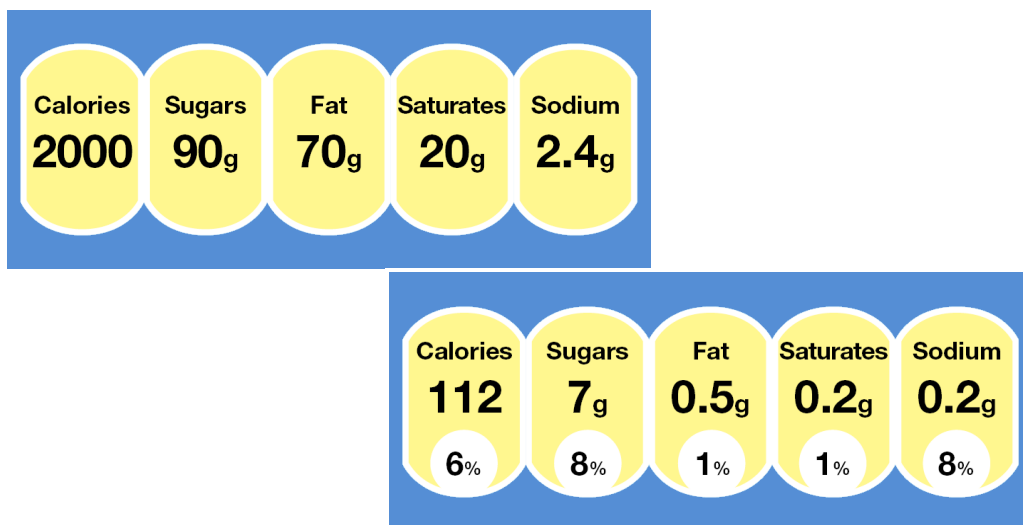 Calories Sugars Fat Saturates Sodium
2000 90g 70g 20g 2.4g
Calories Sugars Fat Saturates Sodium
112 7g 0.5g 0.2g 0.2g
6% 8% 1% 1% 8%